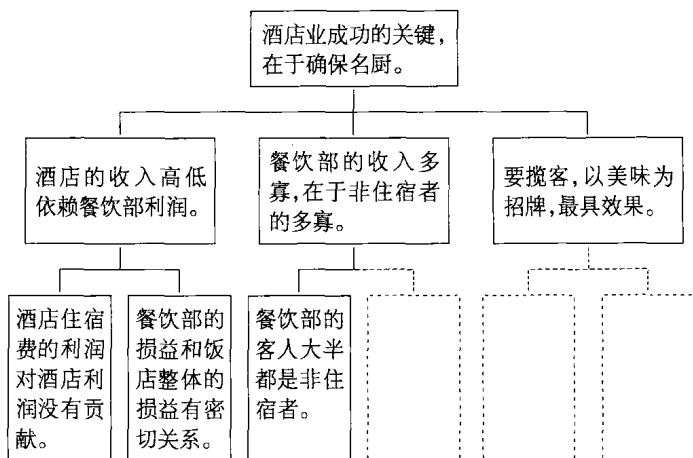 酒店业成功的关键，
在于确保名厨。
酒店的收入高低
依赖餐饮部利润。
餐饮部的收入多
寡，在于非住宿者
的多寡。
要揽客，以美味为
招牌，最具效果。
酒店住宿
费的利润
对酒店利
润没有贡
献。
餐饮部的
损益和饭
店整体的
损益有密
切关系。
餐饮部的
客人大半
都是非住
宿者。